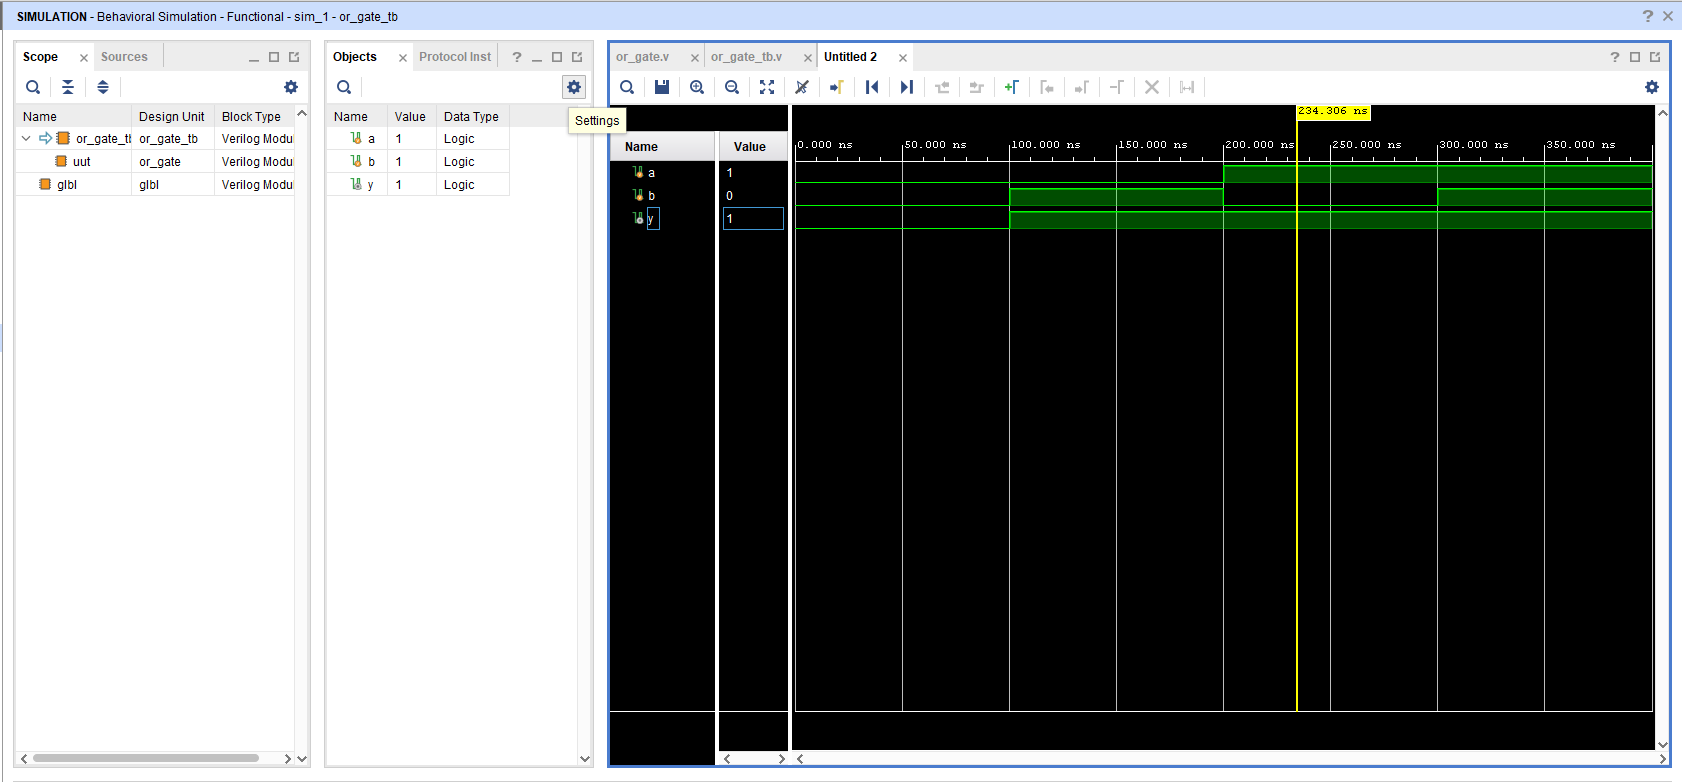 SIMULATION - Behavioral Simulation - Functional - sim_1 - or_gate_tb
Scope
Sources
Name Design Unit Block Type
or_gate_tb or_gate_tb Verilog Modu
uut or_gate Verilog Modu
glbl glbl Verilog Modu
Objects
Protocol Inst
Settings
Name Value Data Type
a 1 Logic
b 1 Logic
y 1 Logic
or_gate.v
or_gate_tb.v
Untitled 2
234.306 ns
Name Value
0.000 ns 50.000 ns 100.000 ns 150.000 ns 200.000 ns 250.000 ns 300.000 ns 350.000 ns
a 1
b 0
y 1